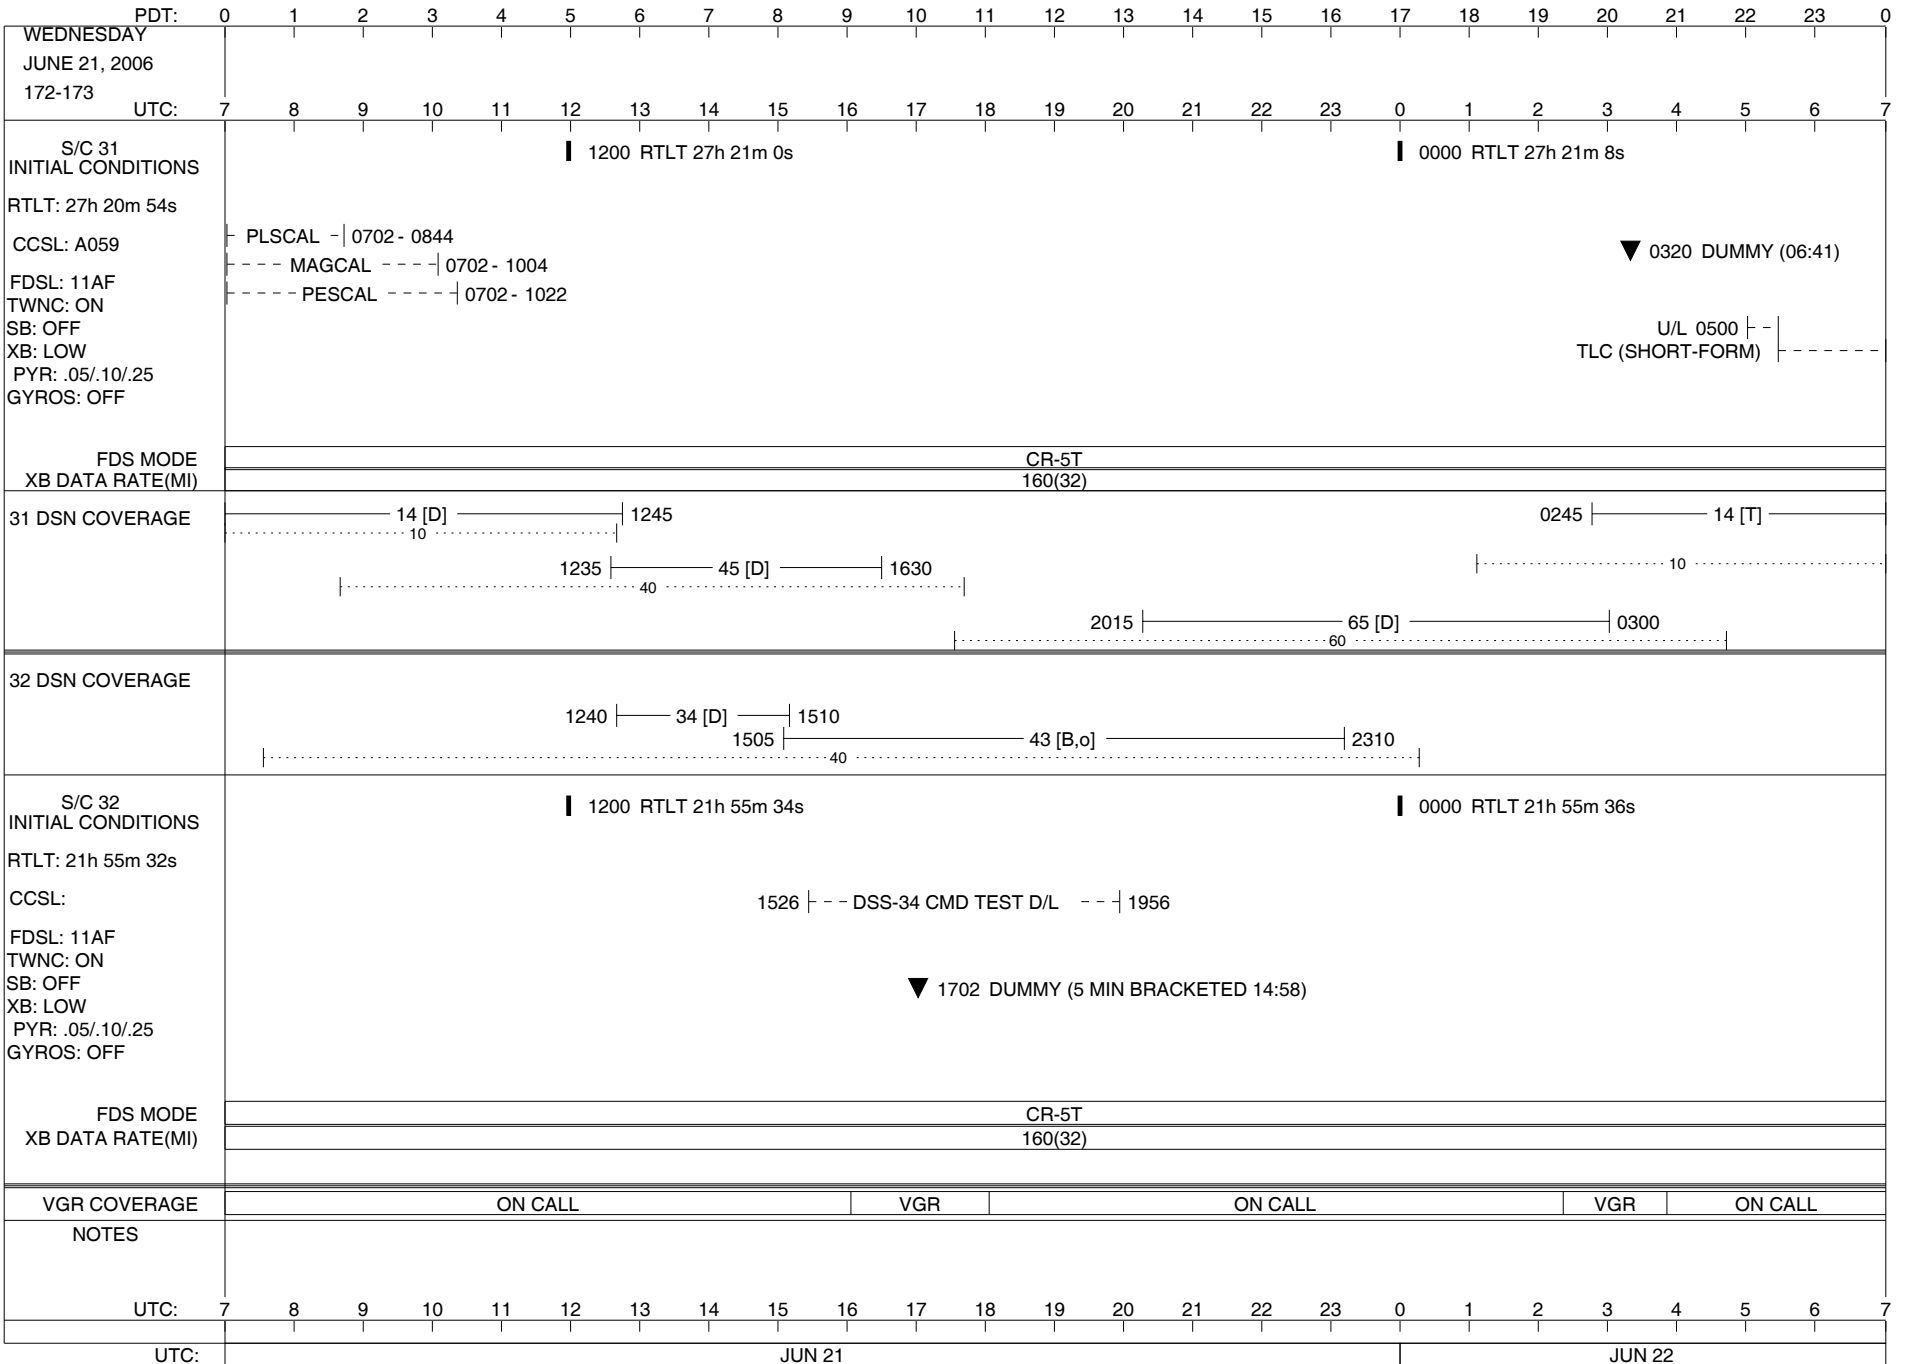 PDT: 0 1 2 3 4 5 6 7 8 9 10 11 12 13 14 15 16 17 18 19 20 21 22 23 0
WEDNESDAY
JUNE 21, 2006
172-173
UTC: 7 8 9 10 11 12 13 14 15 16 17 18 19 20 21 22 23 0 1 2 3 4 5 6 7
S/C 31
INITIAL CONDITIONS
1200 RTLT 27h 21m 0s
0000 RTLT 27h 21m 8s
RTLT: 27h 20m 54s
CCSL: A059
FDSL: 11AF
TWNC: ON
SB: OFF
XB: LOW
PYR: .05/.10/.25
GYROS: OFF
PLSCAL 0702 - 0844
MAGCAL 0702 - 1004
PESCAL 0702 - 1022
0320 DUMMY (06:41)
U/L 0500
TLC (SHORT-FORM)
FDS MODE CR-5T
XB DATA RATE(MI) 160(32)
31 DSN COVERAGE
14 [D] 1245
0245 14 [T]
10
1235 45 [D] 1630
10
40
2015 65 [D] 0300
60
32 DSN COVERAGE
1240 34 [D] 1510
1505 43 [B,o] 2310
40
S/C 32
INITIAL CONDITIONS
1200 RTLT 21h 55m 34s
0000 RTLT 21h 55m 36s
RTLT: 21h 55m 32s
CCSL:
FDSL: 11AF
TWNC: ON
SB: OFF
XB: LOW
PYR: .05/.10/.25
GYROS: OFF
1526 DSS-34 CMD TEST D/L 1956
1702 DUMMY (5 MIN BRACKETED 14:58)
FDS MODE CR-5T
XB DATA RATE(MI) 160(32)
VGR COVERAGE ON CALL VGR ON CALL VGR ON CALL
NOTES
UTC: 7 8 9 10 11 12 13 14 15 16 17 18 19 20 21 22 23 0 1 2 3 4 5 6 7
UTC: JUN 21 JUN 22